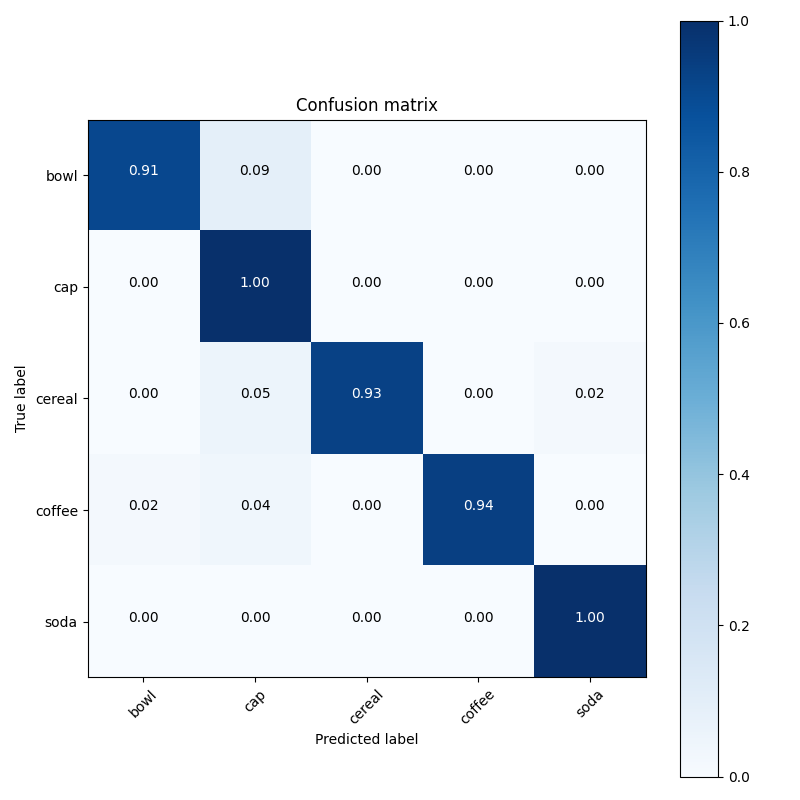 Confusion matrix
True label
bowl 0.91 0.09 0.00 0.00 0.00
cap 0.00 1.00 0.00 0.00 0.00
cereal 0.00 0.05 0.93 0.00 0.02
coffee 0.02 0.04 0.00 0.94 0.00
soda 0.00 0.00 0.00 0.00 1.00
bowl cap cereal coffee soda
Predicted label
1.0
0.8
0.6
0.4
0.2
0.0